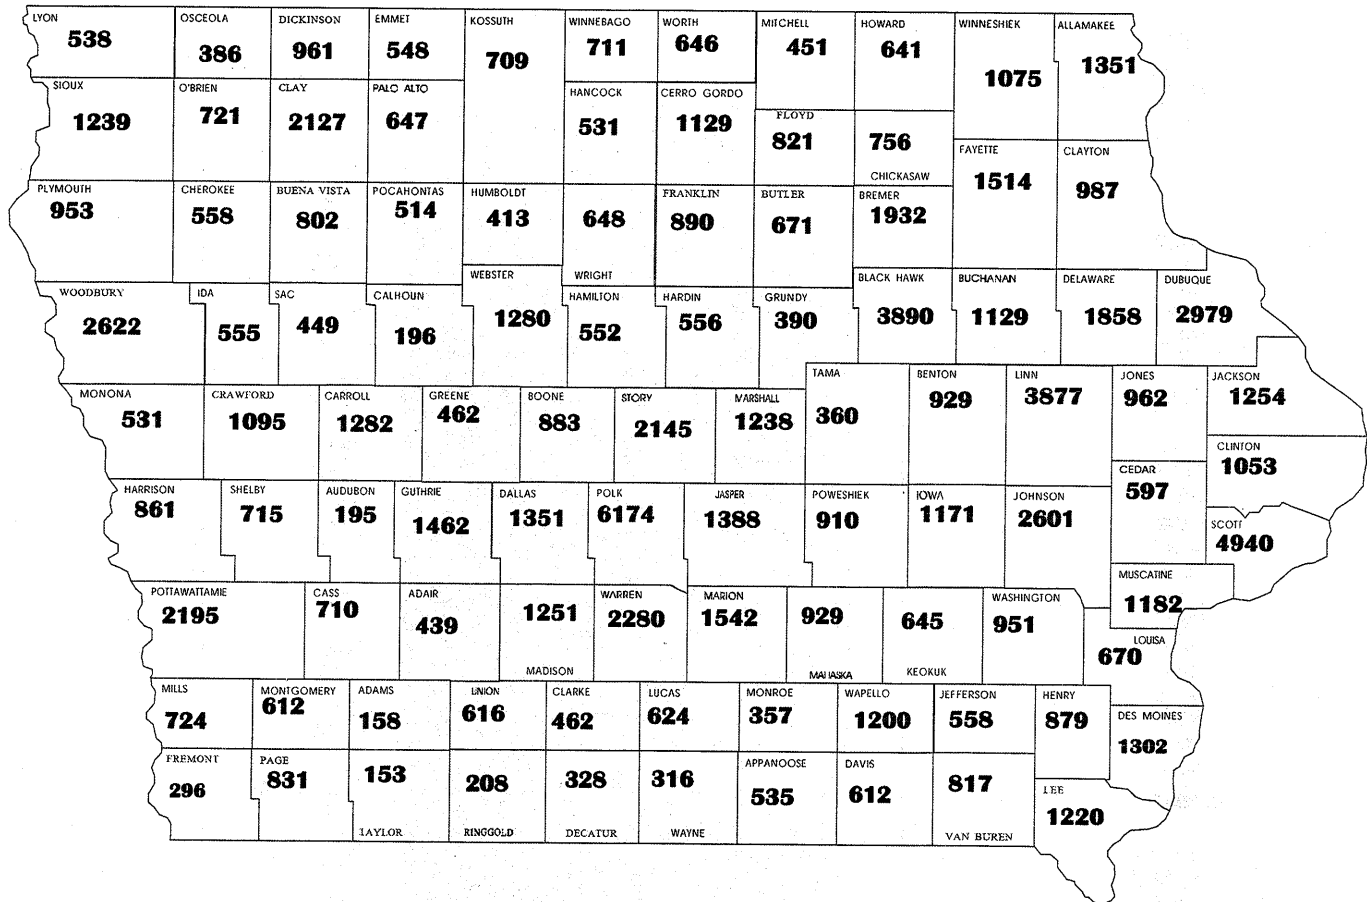 LYON
538
OSCEOLA
386
DICKINSON
961
EMMET
548
KOSSUTH
709
WINNEBAGO
711
WORTH
646
MITCHELL
451
HOWARD
641
WINNESHIEK
1075
ALLAMAKEE
1351
SIOUX
1239
O'BRIEN
721
CLAY
2127
PALO ALTO
647
HANCOCK
531
CERRO GORDO
1129
FLOYD
821
756
CHICKASAW
FAYETTE
1514
CLAYTON
987
PLYMOUTH
953
CHEROKEE
558
BUENA VISTA
802
POCAHONTAS
514
HUMBOLDT
413
648
WRIGHT
FRANKLIN
890
BUTLER
671
BREMER
1932
WOODBURY
2622
IDA
555
SAC
449
CALHOUN
196
WEBSTER
1280
HAMILTON
552
HARDIN
556
GRUNDY
390
BLACK HAWK
3890
BUCHANAN
1129
DELAWARE
1858
DUBUQUE
2979
MONONA
531
CRAWFORD
1095
CARROLL
1282
GREENE
462
BOONE
883
STORY
2145
MARSHALL
1238
TAMA
360
BENTON
929
LINN
3877
JONES
962
JACKSON
1254
CLINTON
1053
CEDAR
597
HARRISON
861
SHELBY
715
AUDUBON
195
GUTHRIE
1462
DALLAS
1351
POLK
6174
JASPER
1388
POWESHIEK
910
IOWA
1171
JOHNSON
2601
SCOTT
4940
MUSCATINE
1182
POTTAWATTAMIE
2195
CASS
710
ADAIR
439
1251
MADISON
WARREN
2280
MARION
1542
929
MAHASKA
645
KEOKUK
WASHINGTON
951
LOUISA
670
MILLS
724
MONTGOMERY
612
ADAMS
158
UNION
616
CLARKE
462
LUCAS
624
MONROE
357
WAPELLO
1200
JEFFERSON
558
HENRY
879
DES MOINES
1302
FREMONT
296
PAGE
831
153
TAYLOR
208
RINGGOLD
328
DECATUR
316
WAYNE
APPANOOSE
535
DAVIS
612
817
VAN BUREN
LEE
1220